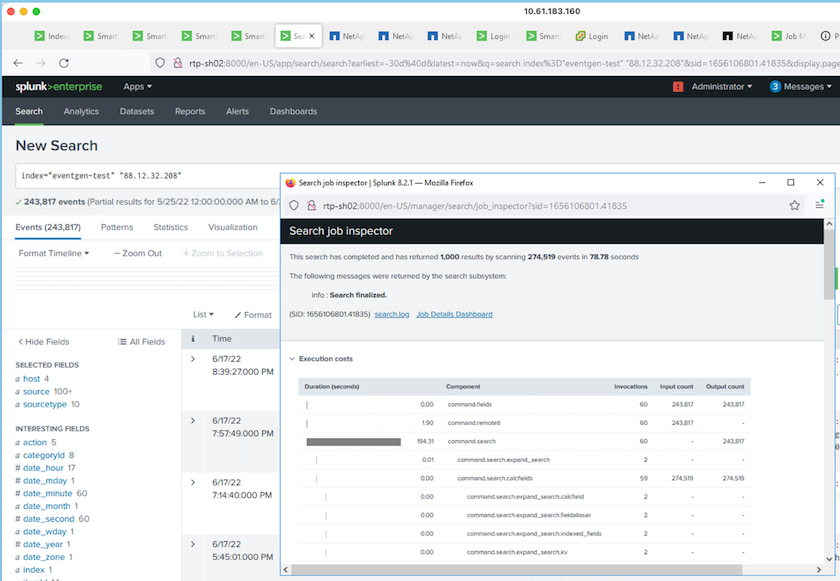 10.61.183.160
Index
Smart
Smart
Smart
Smart
Se
NetAp
NetAp
NetAp
Login
Smart
Login
NetAp
NetAp
NetAp
Job M
rtp-sh02:8000/en-US/app/search/search?earliest=-30d%40d&latest=now&q=search index%3D"eventgen-test" "88.12.32.208"&sid=1656106801.41835&display.page
splunk>enterprise Apps
Administrator 3 Messages
Search Analytics Datasets Reports Alerts Dashboards
New Search
index="eventgen-test" "88.12.32.208"
243,817 events (Partial results for 5/25/22 12:00:00.000 AM to 6/
Events (243,817) Patterns Statistics Visualization
Format Timeline — Zoom Out + Zoom to Selection
List Format
< Hide Fields All Fields
i Time
SELECTED FIELDS
a host 4
a source 100+
a sourcetype 10
INTERESTING FIELDS
a action 5
a categoryId 8
# date_hour 17
# date_mday 1
# date_minute 60
a date_month 1
# date_second 60
a date_wday 1
# date_year 1
a date_zone 1
a index 1
6/17/22
8:39:27.000 PM
6/17/22
7:57:49.000 PM
6/17/22
7:14:40.000 PM
6/17/22
5:45:01.000 PM
Search job inspector | Splunk 8.2.1 — Mozilla Firefox
rtp-sh02:8000/en-US/manager/search/job_inspector?sid=1656106801.41835
Search job inspector
This search has completed and has returned 1,000 results by scanning 274,519 events in 78.78 seconds
The following messages were returned by the search subsystem:
info : Search finalized.
(SID: 1656106801.41835) search.log Job Details Dashboard
Execution costs
Duration (seconds) Component Invocations Input count Output count
0.00 command.fields 60 243,817 243,817
1.90 command.remotetl 60 243,817 -
194.31 command.search 60 - 243,817
0.01 command.search.expand_search 2 - -
0.00 command.search.calcfields 59 274,519 274,519
0.00 command.search.expand_search.calcfield 2 - -
0.00 command.search.expand_search.fieldaliaser 2 - -
0.00 command.search.expand_search.indexed_fields 2 - -
0.00 command.search.expand_search.kv 2 - -